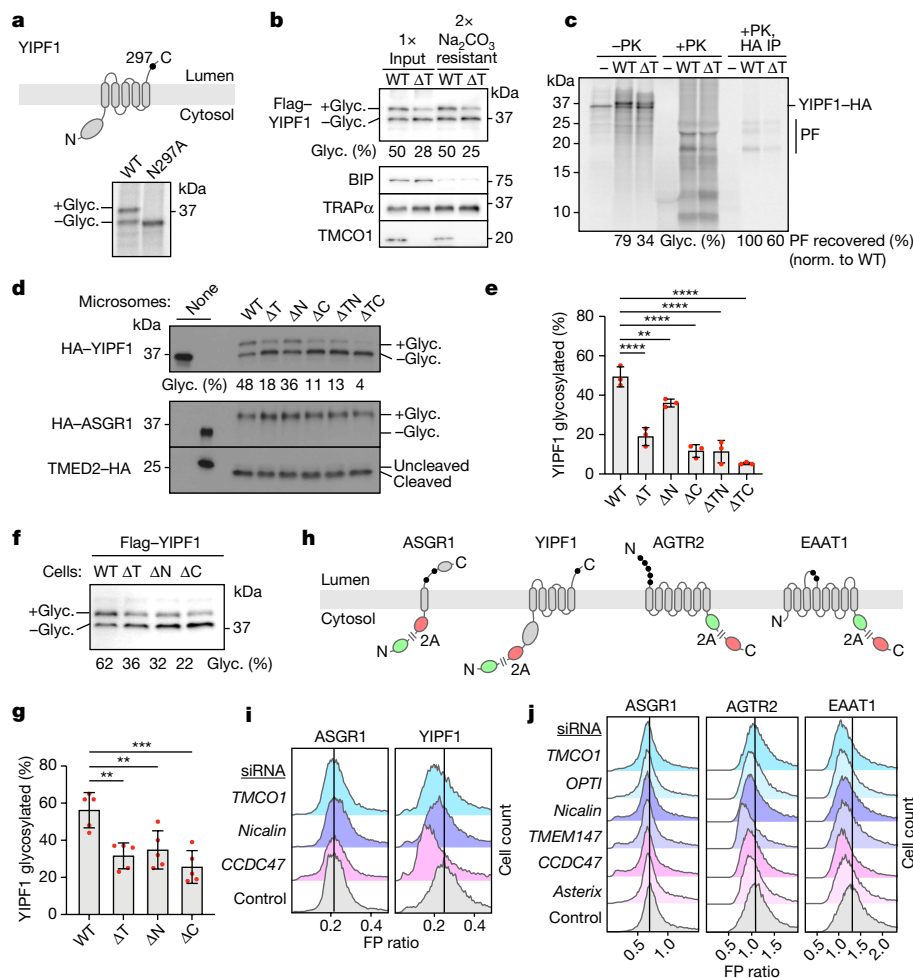 a
YIPF1
297 C
Lumen
Cytosol
N
WT N297A
kDa
+Glyc.
–Glyc.
37
b
1× Input
2× Na2CO3 resistant
WT ΔT WT ΔT
kDa
Flag–YIPF1
+Glyc.
–Glyc.
37
Glyc. (%)
50 28 50 25
BIP
75
TRAPα
37
TMCO1
20
c
–PK +PK +PK, HA IP
– WT ΔT – WT ΔT – WT ΔT
kDa
37
25
20
15
10
YIPF1–HA
PF
79 34 Glyc. (%) 100 60 PF recovered (%)
(norm. to WT)
d
Microsomes:
None
WT ΔT ΔN ΔC ΔTN ΔTC
kDa
HA–YIPF1
37
+Glyc.
–Glyc.
Glyc. (%) 48 18 36 11 13 4
HA–ASGR1
37
+Glyc.
–Glyc.
TMED2–HA
25
Uncleaved
Cleaved
e
YIPF1 glycosylated (%)
80
60
40
20
0
****
****
****
**
****
WT ΔT ΔN ΔC ΔTN ΔTC
f
Flag–YIPF1
Cells: WT ΔT ΔN ΔC
kDa
+Glyc.
–Glyc.
37
62 36 32 22 Glyc. (%)
g
YIPF1 glycosylated (%)
80
60
40
20
0
***
**
**
WT ΔT ΔN ΔC
h
ASGR1 YIPF1 AGTR2 EAAT1
Lumen
Cytosol
C
N
2A
C
N
2A
N
2A
C
N
2A
C
i
ASGR1 YIPF1
siRNA
TMCO1
Nicalin
CCDC47
Control
0.2 0.4 0.2 0.4
FP ratio
Cell count
j
ASGR1 AGTR2 EAAT1
siRNA
TMCO1
OPTI
Nicalin
TMEM147
CCDC47
Asterix
Control
0.5 1.0 0.5 1.0 1.5 0.5 1.0 1.5 2.0
FP ratio
Cell count